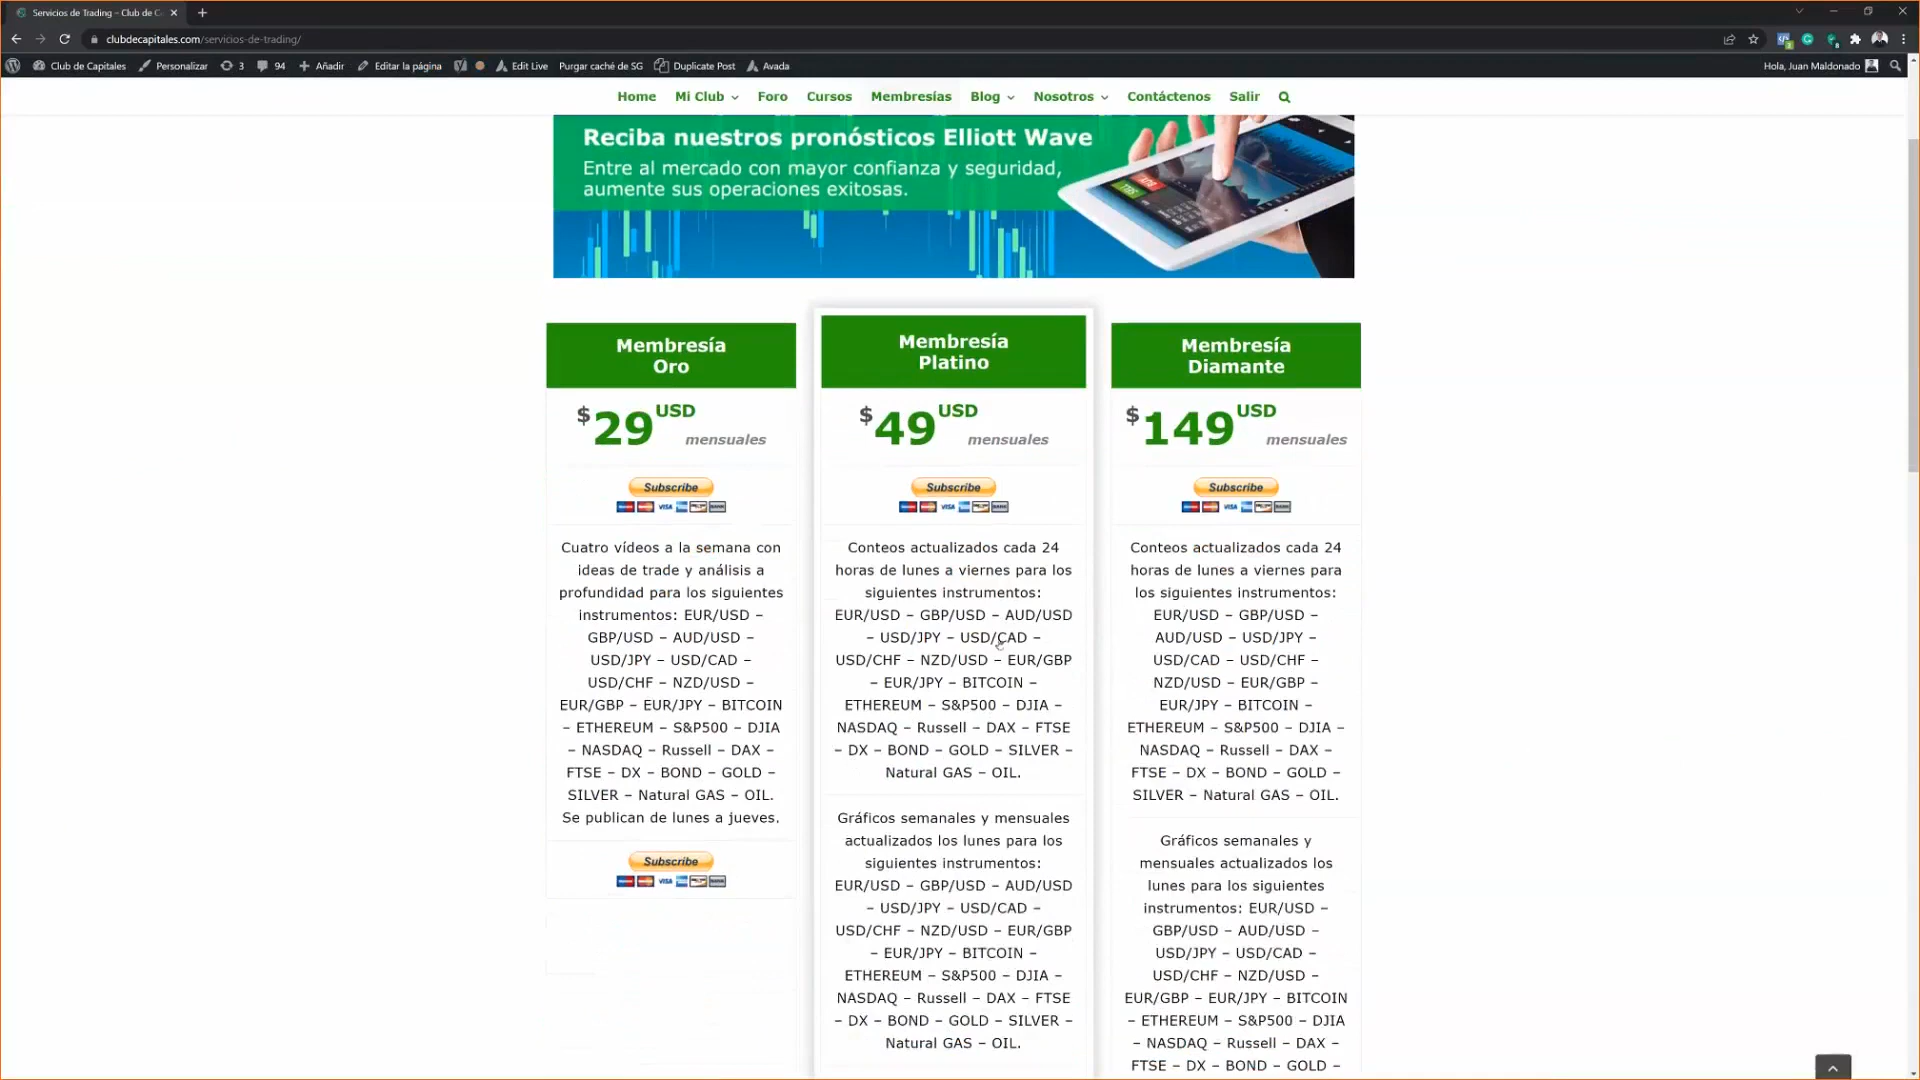 Servicios de Trading – Club de C
clubdecapitales.com/servicios-de-trading/
Club de Capitales
Personalizar
3
94
Añadir
Editar la página
Edit Live
Purgar caché de SG
Duplicate Post
Avada
Hola, Juan Maldonado
Home
Mi Club
Foro
Cursos
Membresías
Blog
Nosotros
Contáctenos
Salir
Reciba nuestros pronósticos Elliott Wave
Entre al mercado con mayor confianza y seguridad,
aumente sus operaciones exitosas.
Membresía
Oro
$29 USD
mensuales
Subscribe
VISA
Cuatro vídeos a la semana con
ideas de trade y análisis a
profundidad para los siguientes
instrumentos: EUR/USD –
GBP/USD – AUD/USD –
USD/JPY – USD/CAD –
USD/CHF – NZD/USD –
EUR/GBP – EUR/JPY – BITCOIN
– ETHEREUM – S&P500 – DJIA
– NASDAQ – Russell – DAX –
FTSE – DX – BOND – GOLD –
SILVER – Natural GAS – OIL.
Se publican de lunes a jueves.
Subscribe
VISA
Membresía
Platino
$49 USD
mensuales
Subscribe
VISA
Conteos actualizados cada 24
horas de lunes a viernes para los
siguientes instrumentos:
EUR/USD – GBP/USD – AUD/USD
– USD/JPY – USD/CAD –
USD/CHF – NZD/USD – EUR/GBP
– EUR/JPY – BITCOIN –
ETHEREUM – S&P500 – DJIA –
NASDAQ – Russell – DAX – FTSE
– DX – BOND – GOLD – SILVER –
Natural GAS – OIL.
Gráficos semanales y mensuales
actualizados los lunes para los
siguientes instrumentos:
EUR/USD – GBP/USD – AUD/USD
– USD/JPY – USD/CAD –
USD/CHF – NZD/USD – EUR/GBP
– EUR/JPY – BITCOIN –
ETHEREUM – S&P500 – DJIA –
NASDAQ – Russell – DAX – FTSE
– DX – BOND – GOLD – SILVER –
Natural GAS – OIL.
Membresía
Diamante
$149 USD
mensuales
Subscribe
VISA
Conteos actualizados cada 24
horas de lunes a viernes para
los siguientes instrumentos:
EUR/USD – GBP/USD –
AUD/USD – USD/JPY –
USD/CAD – USD/CHF –
NZD/USD – EUR/GBP –
EUR/JPY – BITCOIN –
ETHEREUM – S&P500 – DJIA –
NASDAQ – Russell – DAX –
FTSE – DX – BOND – GOLD –
SILVER – Natural GAS – OIL.
Gráficos semanales y
mensuales actualizados los
lunes para los siguientes
instrumentos: EUR/USD –
GBP/USD – AUD/USD –
USD/JPY – USD/CAD –
USD/CHF – NZD/USD –
EUR/GBP – EUR/JPY – BITCOIN
– ETHEREUM – S&P500 – DJIA
– NASDAQ – Russell – DAX –
FTSE – DX – BOND – GOLD –